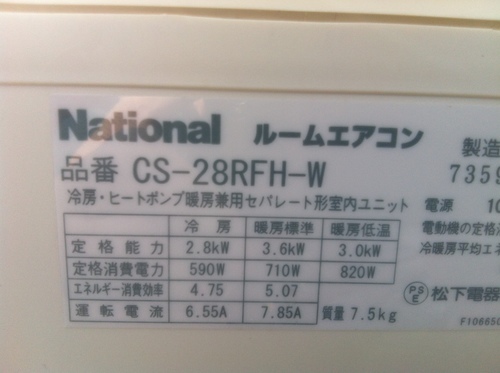 National ルームエアコン 製造
品番 CS-28RFH-W 7359
冷房・ヒートポンプ暖房兼用セパレート形室内ユニット 電源 10
冷房 暖房標準 暖房低温 電動機の定格
定格能力 2.8kW 3.6kW 3.0kW 冷暖房平均エネ
定格消費電力 590W 710W 820W
エネルギー消費効率 4.75 5.07 PSE 松下電器
運転電流 6.55A 7.85A 質量 7.5kg
F106650